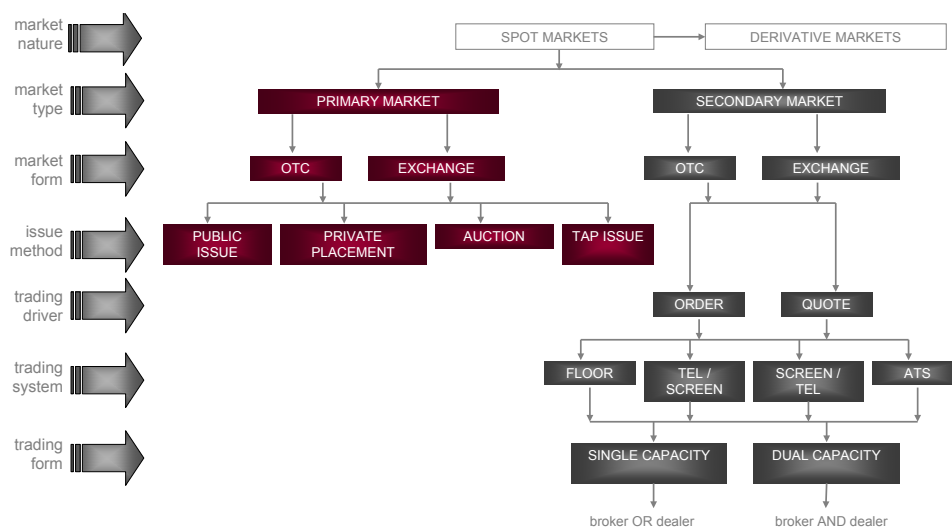 market
nature
SPOT MARKETS
DERIVATIVE MARKETS
market
type
PRIMARY MARKET
SECONDARY MARKET
market
form
OTC
EXCHANGE
OTC
EXCHANGE
issue
method
PUBLIC
ISSUE
PRIVATE
PLACEMENT
AUCTION
TAP ISSUE
trading
driver
ORDER
QUOTE
trading
system
FLOOR
TEL /
SCREEN
SCREEN /
TEL
ATS
trading
form
SINGLE CAPACITY
DUAL CAPACITY
broker OR dealer
broker AND dealer